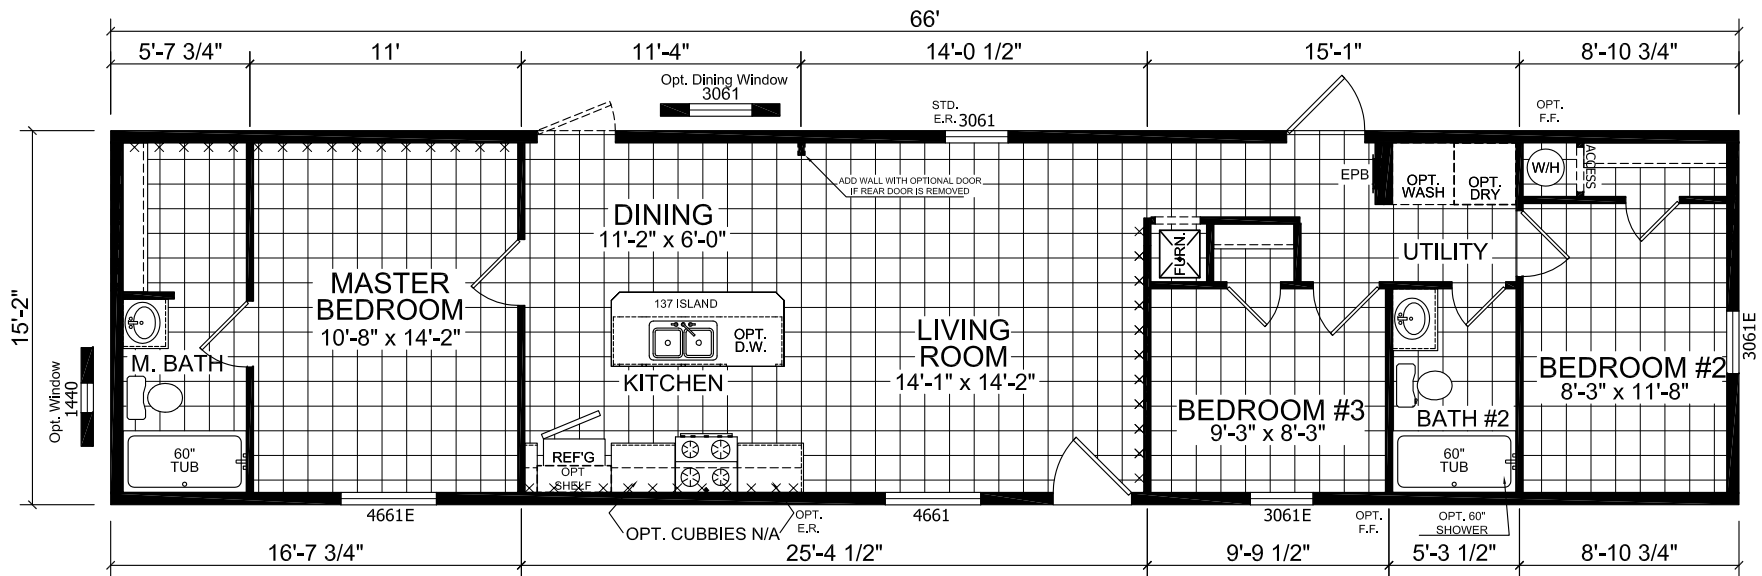 66'
5'-7 3/4"
11'
11'-4"
14'-0 1/2"
15'-1"
8'-10 3/4"
Opt. Dining Window
3061
STD.
E.R. 3061
OPT.
F.F.
ADD WALL WITH OPTIONAL DOOR
IF REAR DOOR IS REMOVED
EPB
OPT.
WASH
OPT.
DRY
W/H
ACCESS
DINING
11'-2" x 6'-0"
FURN.
UTILITY
MASTER
BEDROOM
10'-8" x 14'-2"
137 ISLAND
OPT.
D.W.
LIVING
ROOM
14'-1" x 14'-2"
15'-2"
Opt. Window
1440
M. BATH
KITCHEN
BEDROOM #2
8'-3" x 11'-8"
3061E
BEDROOM #3
9'-3" x 8'-3"
BATH #2
60"
TUB
REF'G
OPT
SHELF
60"
TUB
4661E
OPT. CUBBIES N/A
OPT.
E.R.
4661
3061E
OPT.
F.F.
OPT. 60"
SHOWER
16'-7 3/4"
25'-4 1/2"
9'-9 1/2"
5'-3 1/2"
8'-10 3/4"